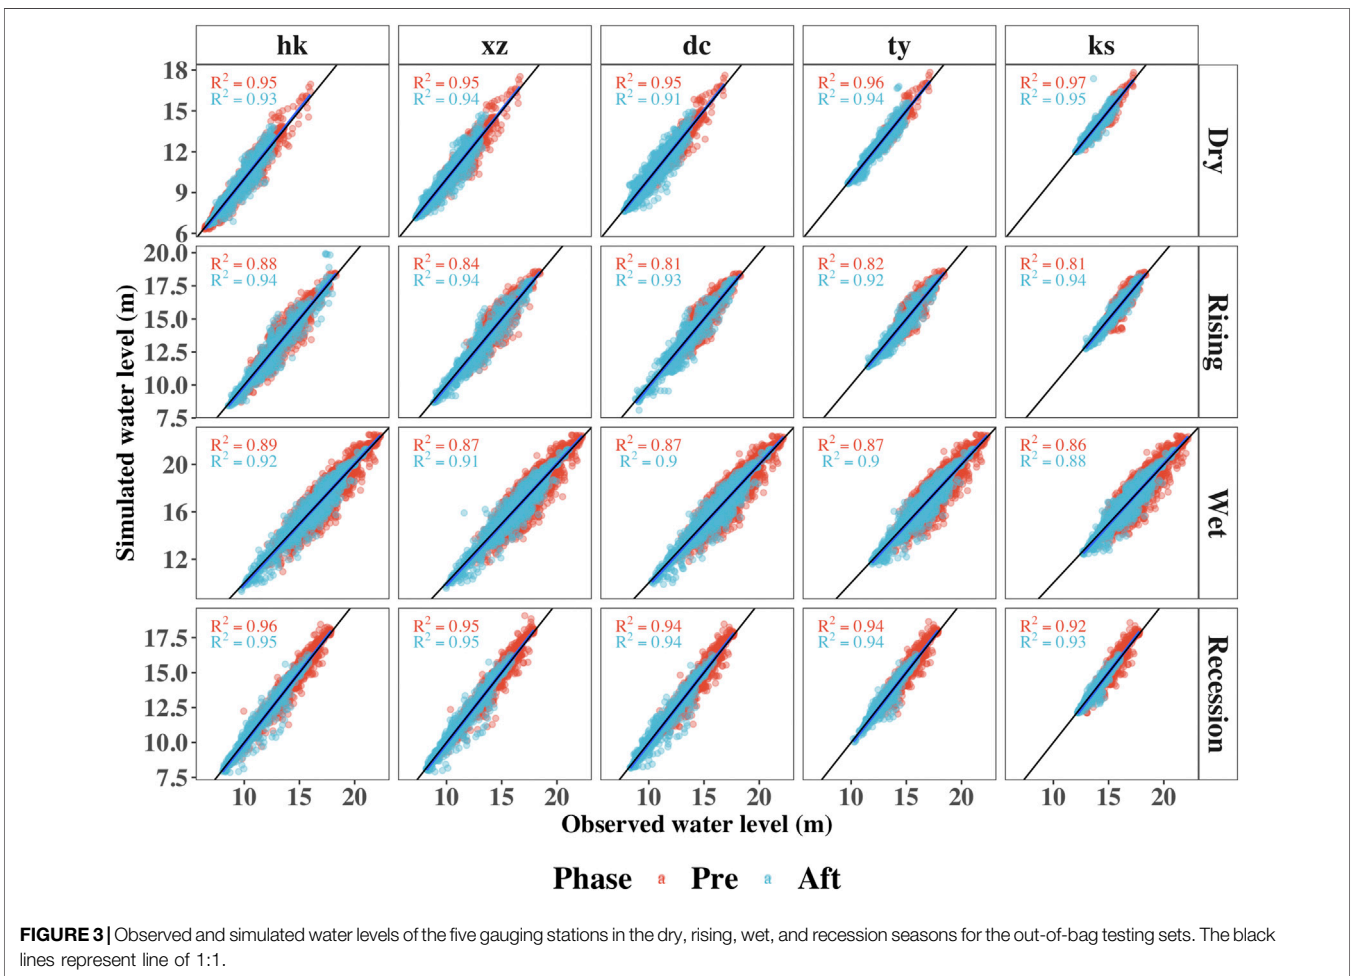 hk xz dc ty ks
18
15
12
9
6
R² = 0.95 R² = 0.95 R² = 0.95 R² = 0.96 R² = 0.97
R² = 0.93 R² = 0.94 R² = 0.91 R² = 0.94 R² = 0.95
Dry
20.0
17.5
15.0
12.5
10.0
7.5
R² = 0.88 R² = 0.84 R² = 0.81 R² = 0.82 R² = 0.81
R² = 0.94 R² = 0.94 R² = 0.93 R² = 0.92 R² = 0.94
Rising
Simulated water level (m)
20
16
12
R² = 0.89 R² = 0.87 R² = 0.87 R² = 0.87 R² = 0.86
R² = 0.92 R² = 0.91 R² = 0.9 R² = 0.9 R² = 0.88
Wet
17.5
15.0
12.5
10.0
7.5
R² = 0.96 R² = 0.95 R² = 0.94 R² = 0.94 R² = 0.92
R² = 0.95 R² = 0.95 R² = 0.94 R² = 0.94 R² = 0.93
Recession
10 15 20 10 15 20 10 15 20 10 15 20 10 15 20
Observed water level (m)
Phase a Pre a Aft
FIGURE 3 | Observed and simulated water levels of the five gauging stations in the dry, rising, wet, and recession seasons for the out-of-bag testing sets. The black
lines represent line of 1:1.